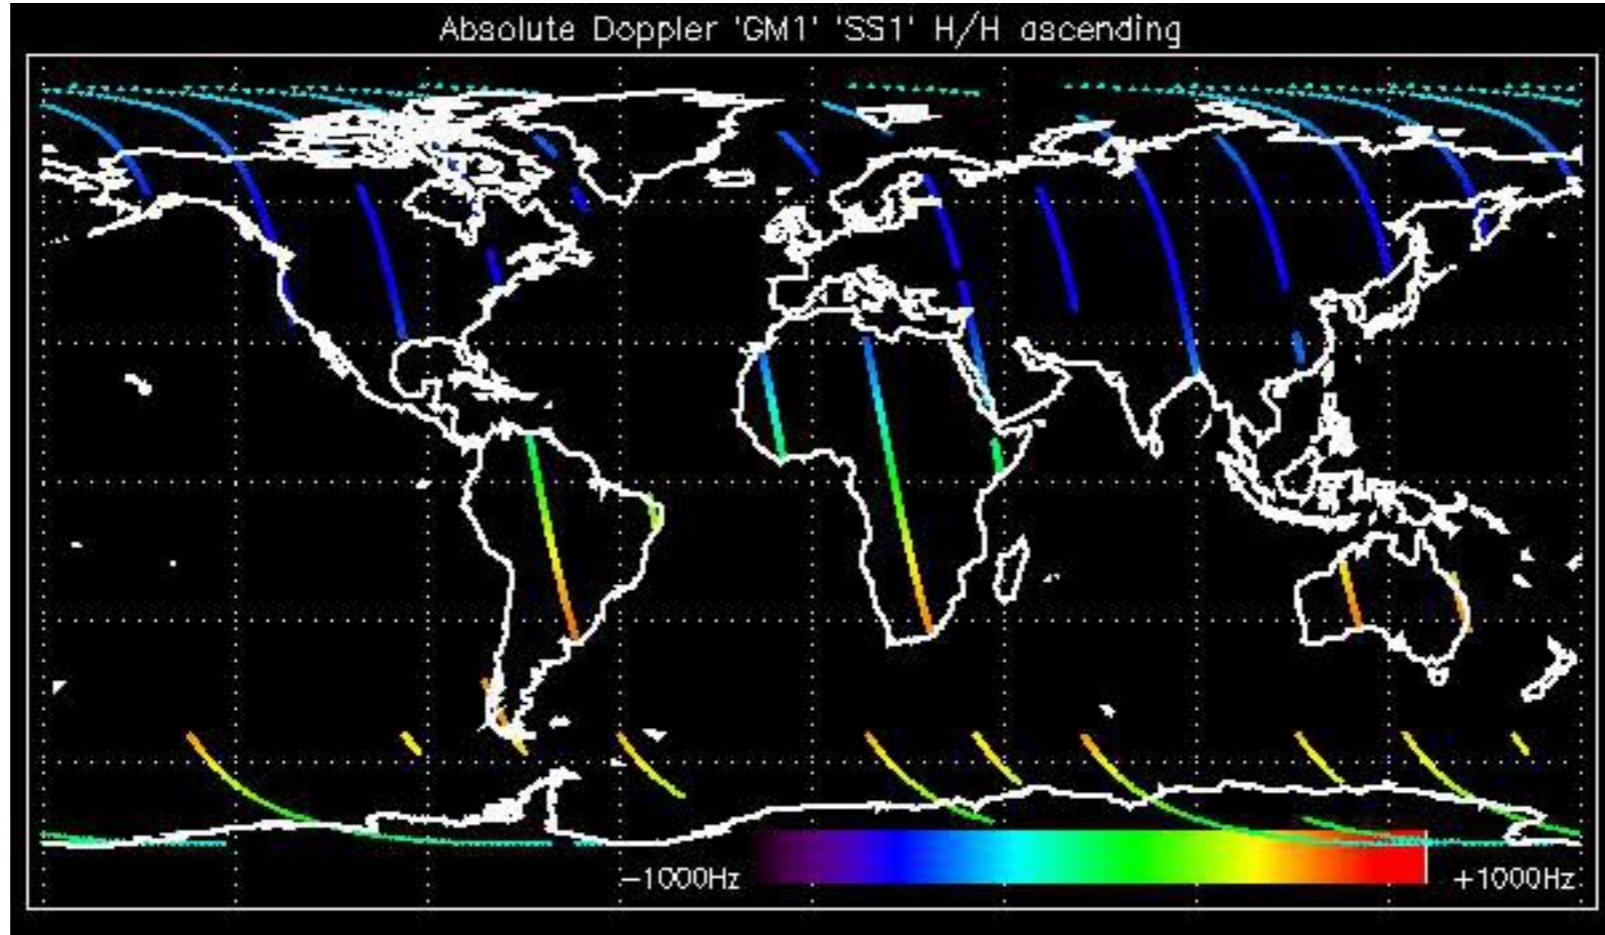 Absolute Doppler 'GM1' 'SS1' H/H ascending
−1000Hz
+1000Hz